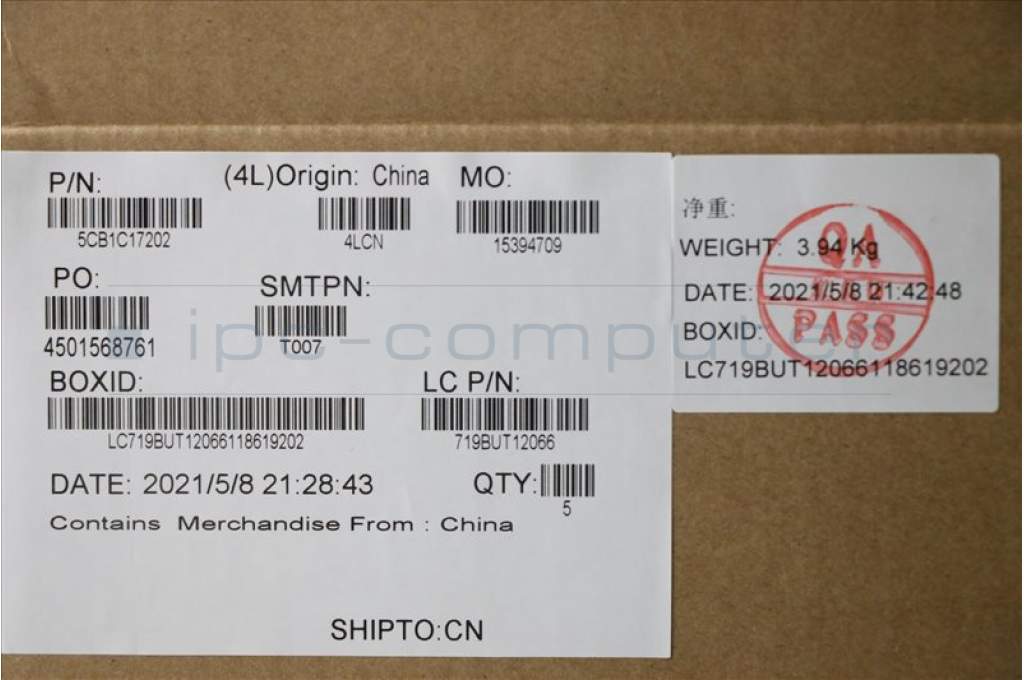 P/N:
5CB1C17202
(4L)Origin: China
4LCN
MO:
15394709
PO:
4501568761
SMTPN:
T007
BOXID:
LC719BUT12066118619202
LC P/N:
719BUT12066
DATE: 2021/5/8 21:28:43
QTY:
5
Contains Merchandise From : China
SHIPTO:CN
净重:
WEIGHT: 3.94 Kg
DATE: 2021/5/8 21:42:48
BOXID:
LC719BUT12066118619202
QA
PASS
ipc-computer